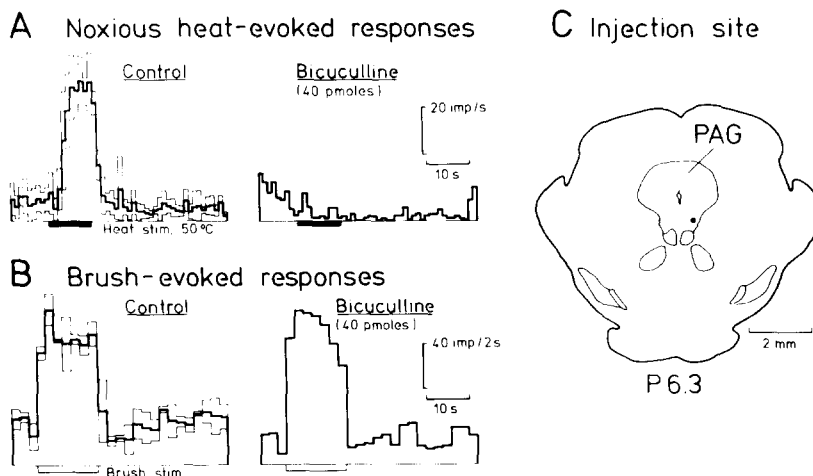 A Noxious heat-evoked responses
Control
Bicuculline
(40 pmoles)
20 imp/s
10 s
Heat stim. 50°C
B Brush-evoked responses
Control
Bicuculline
(40 pmoles)
40 imp/2s
10 s
Brush stim
C Injection site
PAG
2 mm
P 6.3